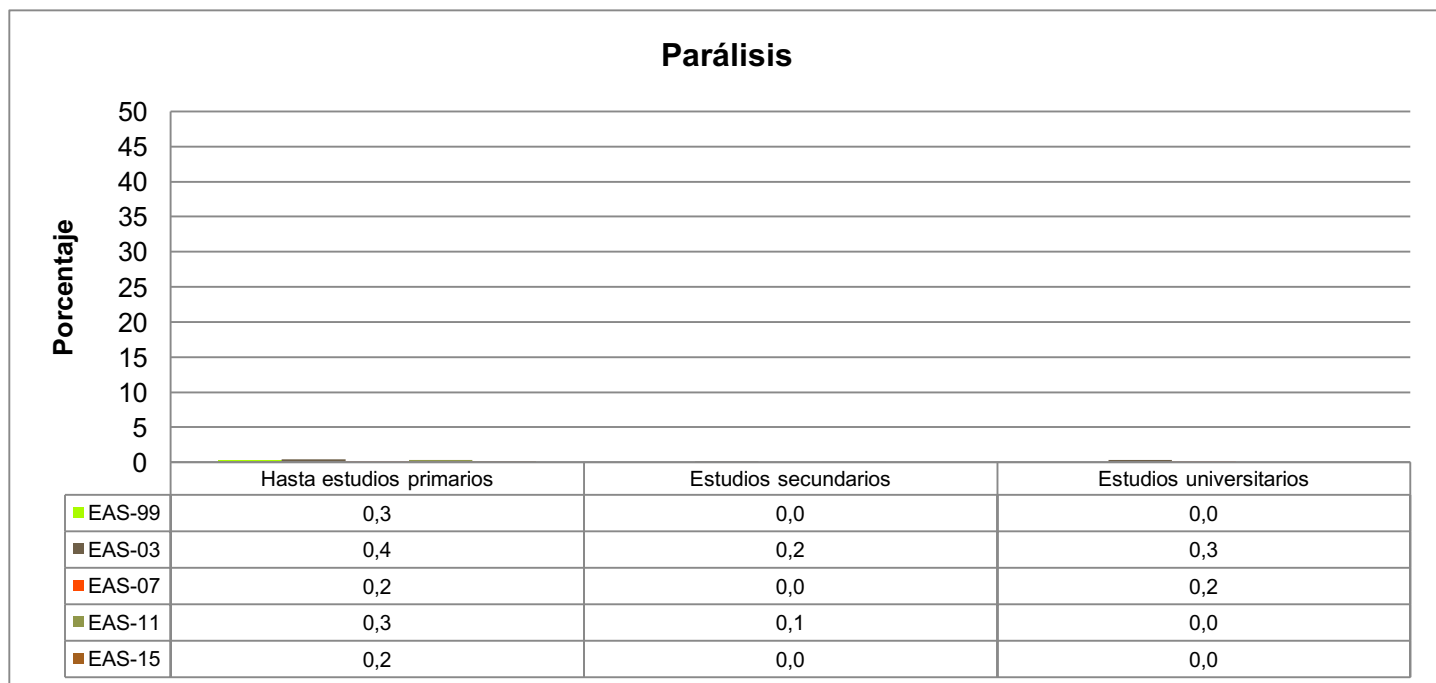 Parálisis
Porcentaje
50
45
40
35
30
25
20
15
10
5
0
Hasta estudios primarios Estudios secundarios Estudios universitarios
EAS-99 0,3 0,0 0,0
EAS-03 0,4 0,2 0,3
EAS-07 0,2 0,0 0,2
EAS-11 0,3 0,1 0,0
EAS-15 0,2 0,0 0,0